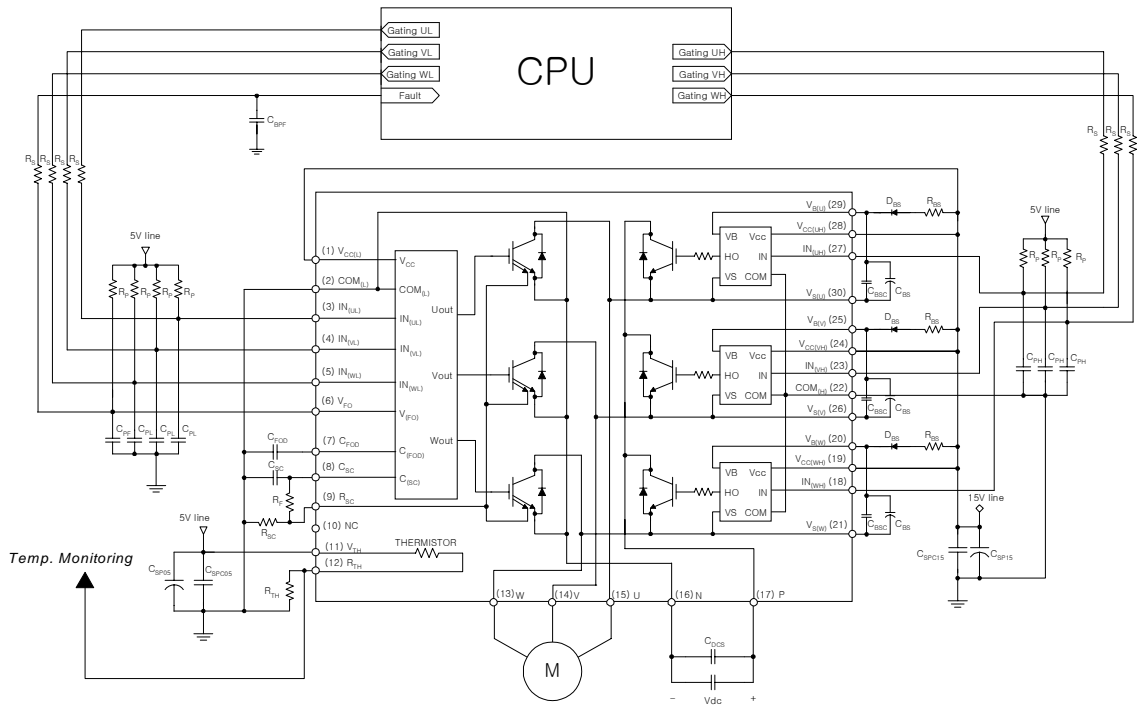 Gating UL
Gating VL
Gating WL
Fault
CPU
Gating UH
Gating VH
Gating WH
C_BPF
R_S R_S R_S R_S
R_S R_S R_S
5V line
R_P R_P R_P R_P
C_PF C_PL C_PL C_PL
(1) V_CC(L)
(2) COM_(L)
(3) IN_(UL)
(4) IN_(VL)
(5) IN_(WL)
(6) V_FO
(7) C_FOD
(8) C_SC
(9) R_SC
(10) NC
(11) V_TH
(12) R_TH
V_CC
COM_(L)
IN_(UL)
IN_(VL)
IN_(WL)
V_(FO)
C_(FOD)
C_(SC)
Uout
Vout
Wout
C_FOD
C_SC
R_F
R_SC
5V line
C_SP05
C_SPC05
R_TH
THERMISTOR
Temp. Monitoring
VB Vcc
HO IN
VS COM
VB Vcc
HO IN
VS COM
VB Vcc
HO IN
VS COM
V_B(U) (29)
V_CC(UH) (28)
IN_(UH) (27)
V_S(U) (30)
V_B(V) (25)
V_CC(VH) (24)
IN_(VH) (23)
COM_(H) (22)
V_S(V) (26)
V_B(W) (20)
V_CC(WH) (19)
IN_(WH) (18)
V_S(W) (21)
D_BS R_BS
C_BSC C_BS
D_BS R_BS
C_BSC C_BS
D_BS R_BS
C_BSC C_BS
5V line
R_P R_P R_P
C_PH C_PH C_PH
15V line
C_SPC15 C_SP15
(13) W
(14) V
(15) U
(16) N
(17) P
M
C_DCS
− Vdc +